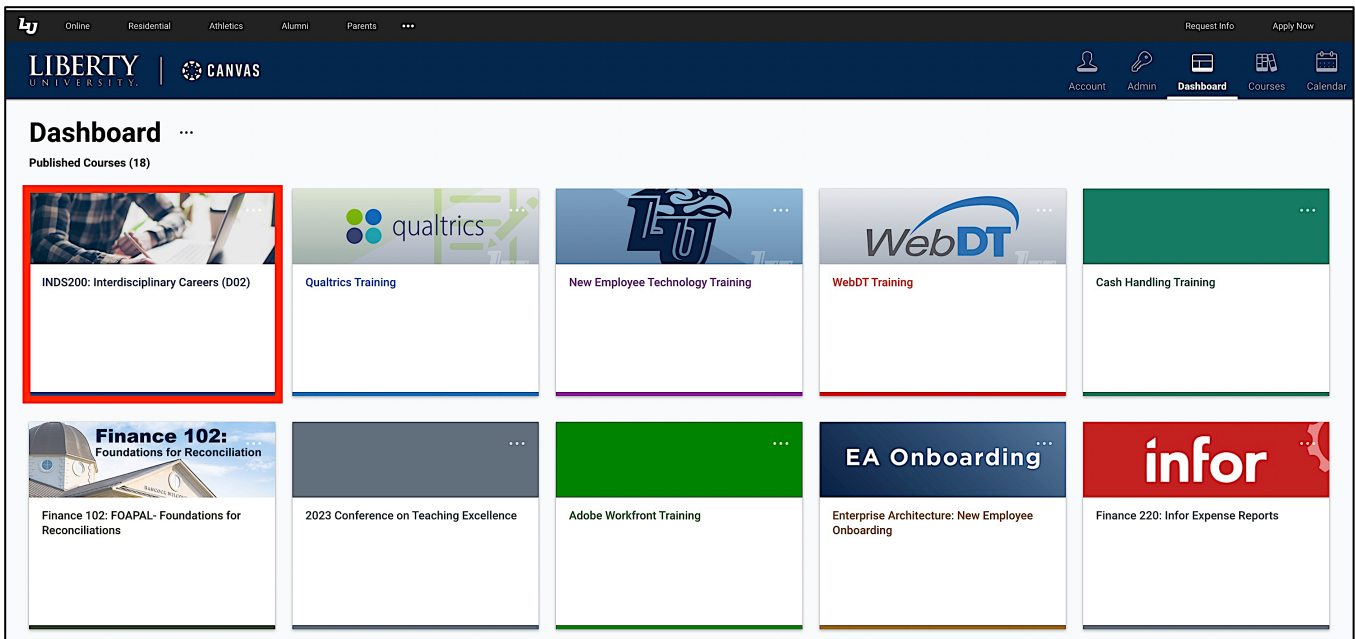 LU Online Residential Athletics Alumni Parents ••• Request Info Apply Now
LIBERTY
UNIVERSITY.
CANVAS
Account Admin Dashboard Courses Calendar
Dashboard ...
Published Courses (18)
qualtrics
LU
WebDT
INDS200: Interdisciplinary Careers (D02)
Qualtrics Training
New Employee Technology Training
WebDT Training
Cash Handling Training
Finance 102:
Foundations for Reconciliation
EA Onboarding
infor
Finance 102: FOAPAL- Foundations for
Reconciliations
2023 Conference on Teaching Excellence
Adobe Workfront Training
Enterprise Architecture: New Employee
Onboarding
Finance 220: Infor Expense Reports